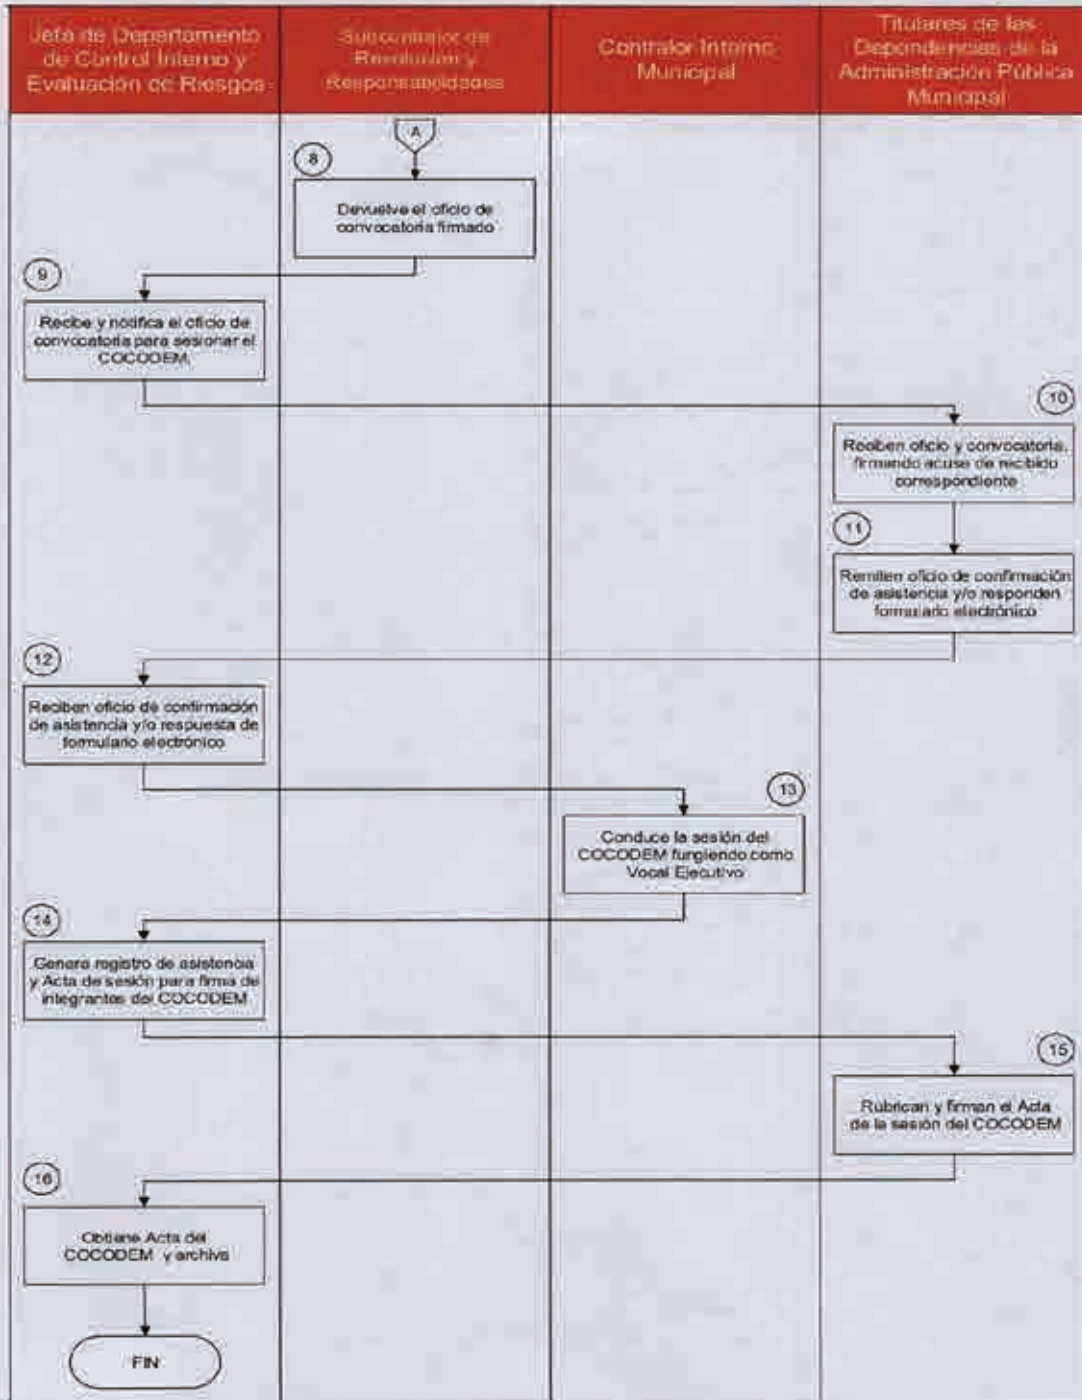 Jefa de Departamento
de Control Interno y
Evaluación de Riesgos
Subcontralor de
Resolución y
Responsabilidades
Contralor Interno
Municipal
Titulares de las
Dependencias de la
Administración Pública
Municipal
A
8
Devuelve el oficio de
convocatoria firmado
9
Recibe y notifica el oficio de
convocatoria para sesionar el
COCODEM.
10
Reciben oficio y convocatoria,
firmando acuse de recibido
correspondiente
11
Remiten oficio de confirmación
de asistencia y/o responden
formulario electrónico
12
Reciben oficio de confirmación
de asistencia y/o respuesta de
formulario electrónico
13
Conduce la sesión del
COCODEM fungiendo como
Vocal Ejecutivo
14
Genera registro de asistencia
y Acta de sesión para firma de
integrantes del COCODEM
15
Rubrican y firman el Acta
de la sesión del COCODEM
16
Obtiene Acta del
COCODEM y archiva
FIN